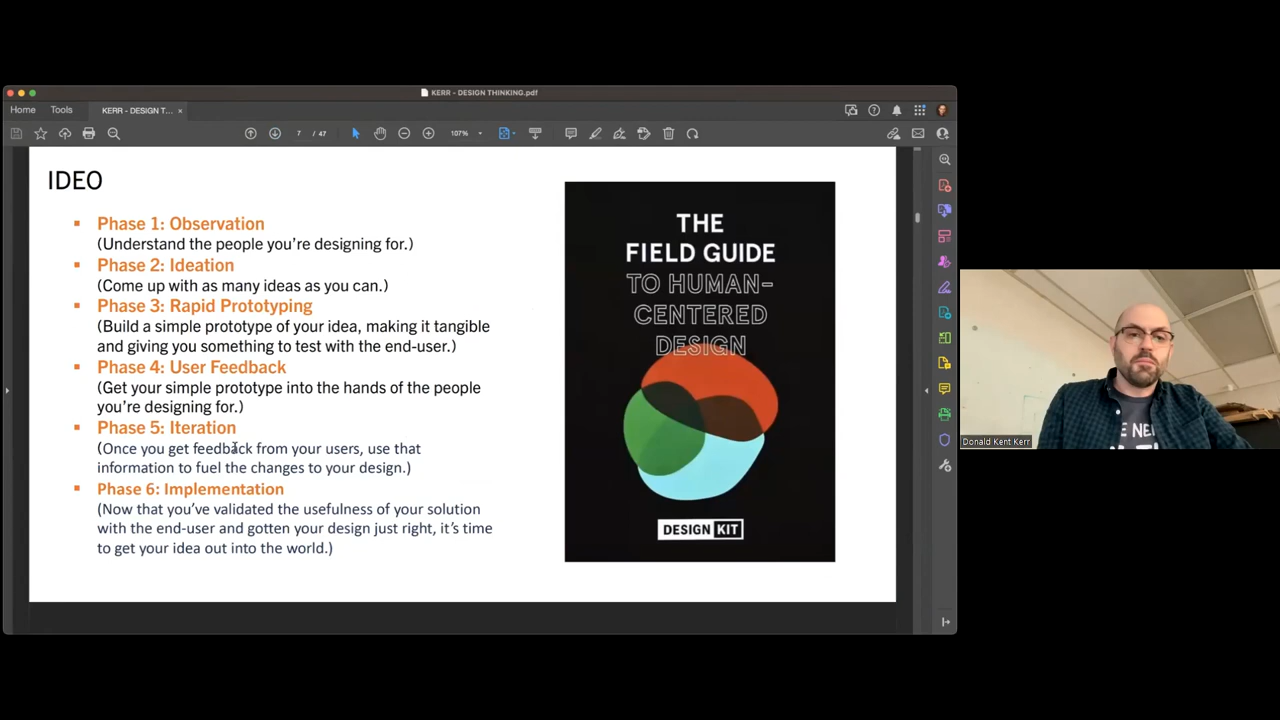 KERR - DESIGN THINKING.pdf
Home Tools KERR - DESIGN T... ×
7 / 47 107%
IDEO
▪ Phase 1: Observation
(Understand the people you're designing for.)
▪ Phase 2: Ideation
(Come up with as many ideas as you can.)
▪ Phase 3: Rapid Prototyping
(Build a simple prototype of your idea, making it tangible
and giving you something to test with the end-user.)
▪ Phase 4: User Feedback
(Get your simple prototype into the hands of the people
you're designing for.)
▪ Phase 5: Iteration
(Once you get feedback from your users, use that
information to fuel the changes to your design.)
▪ Phase 6: Implementation
(Now that you've validated the usefulness of your solution
with the end-user and gotten your design just right, it's time
to get your idea out into the world.)
THE
FIELD GUIDE
TO HUMAN-
CENTERED
DESIGN
DESIGN KIT
Donald Kent Kerr